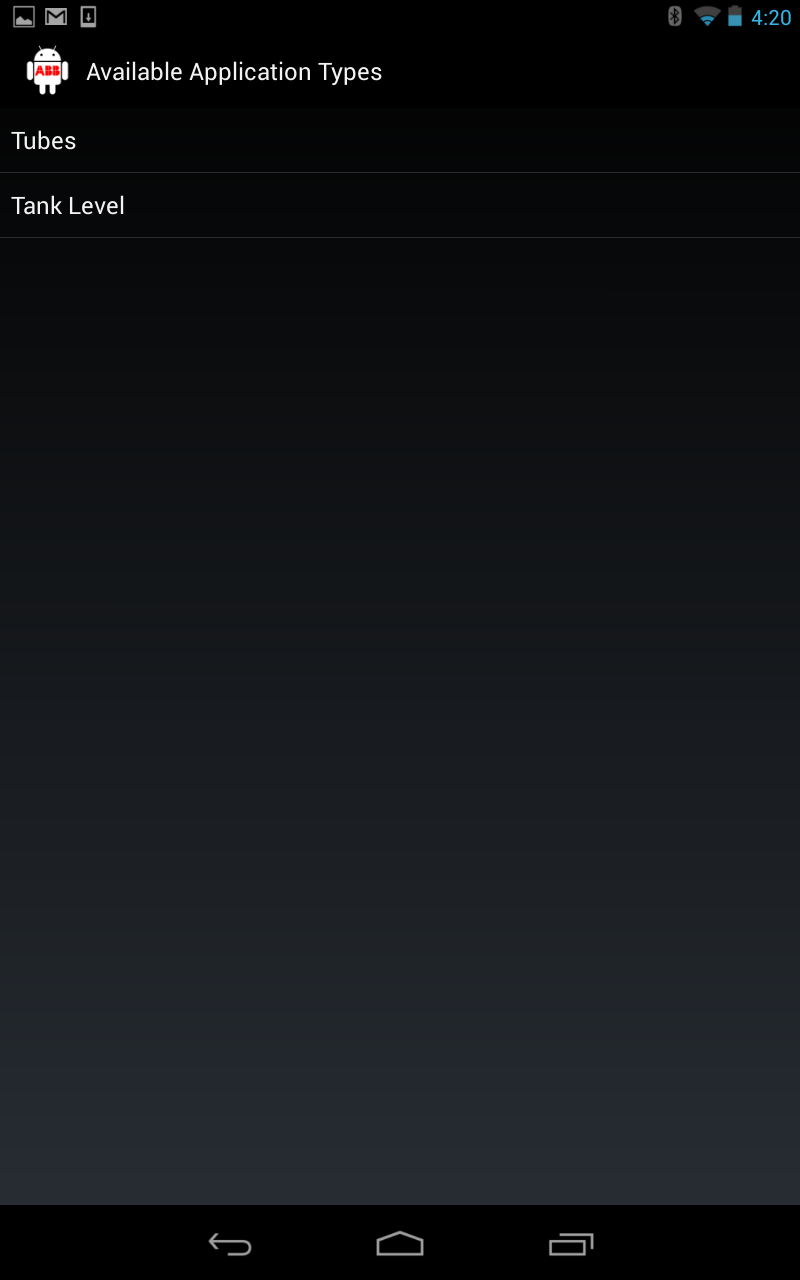 4:20
ABB
Available Application Types
Tubes
Tank Level